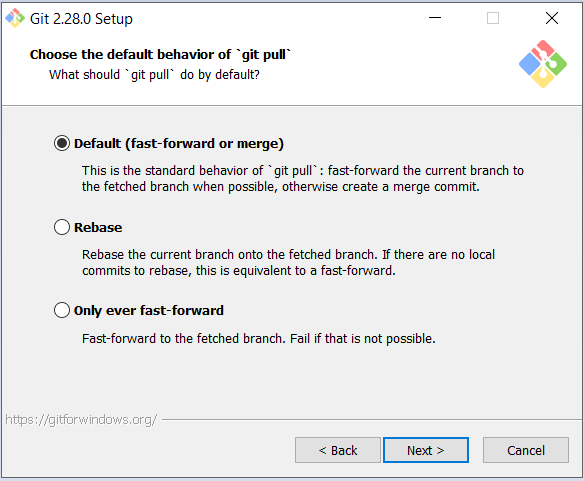 Git 2.28.0 Setup
Choose the default behavior of `git pull`
What should `git pull` do by default?
Default (fast-forward or merge)
This is the standard behavior of `git pull`: fast-forward the current branch to
the fetched branch when possible, otherwise create a merge commit.
Rebase
Rebase the current branch onto the fetched branch. If there are no local
commits to rebase, this is equivalent to a fast-forward.
Only ever fast-forward
Fast-forward to the fetched branch. Fail if that is not possible.
https://gitforwindows.org/
< Back
Next >
Cancel